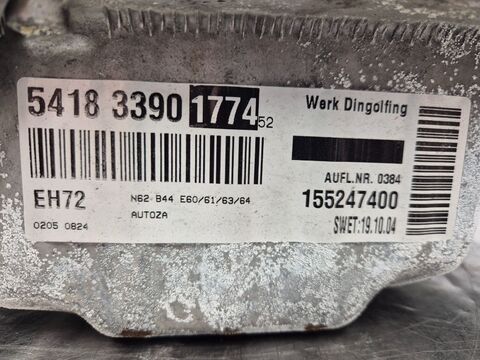 5418 3390 1774 52
Werk Dingolfing
AUFL.NR. 0384
EH72
N62 B44 E60/61/63/64
155247400
AUTOZA
0205 0824
SWET:19.10.04